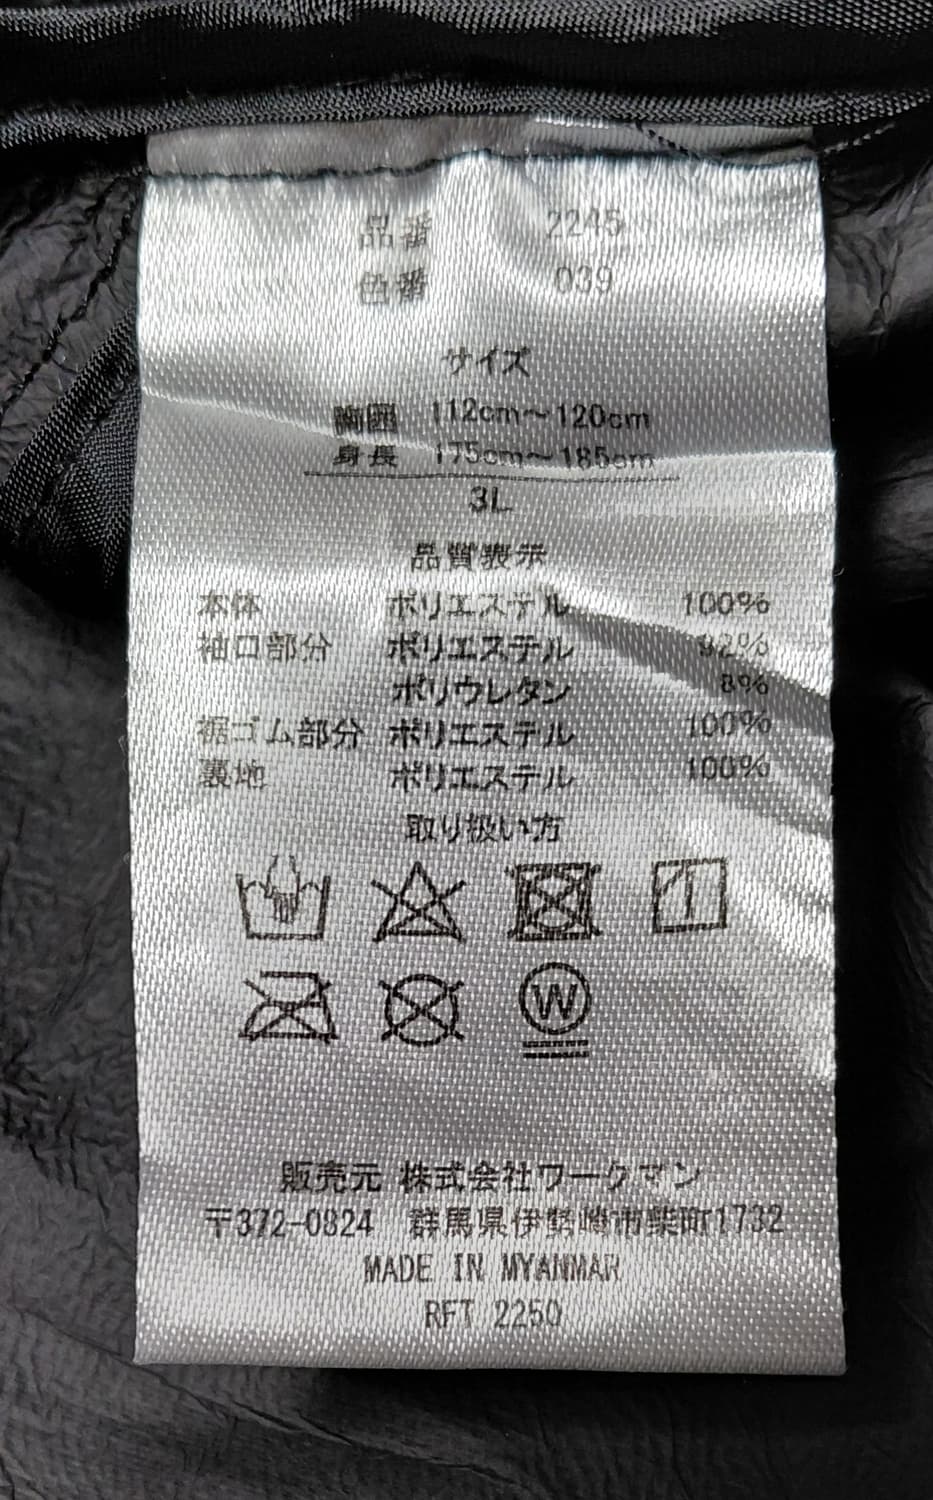 品番 2245
色番 039
サイズ
胸囲 112cm～120cm
身長 175cm～185cm
3L
品質表示
本体 ポリエステル 100%
袖口部分 ポリエステル 92%
ポリウレタン 8%
裾ゴム部分 ポリエステル 100%
裏地 ポリエステル 100%
取り扱い方
W
販売元 株式会社ワークマン
〒372-0824 群馬県伊勢崎市柴町1732
MADE IN MYANMAR
RFT 2250